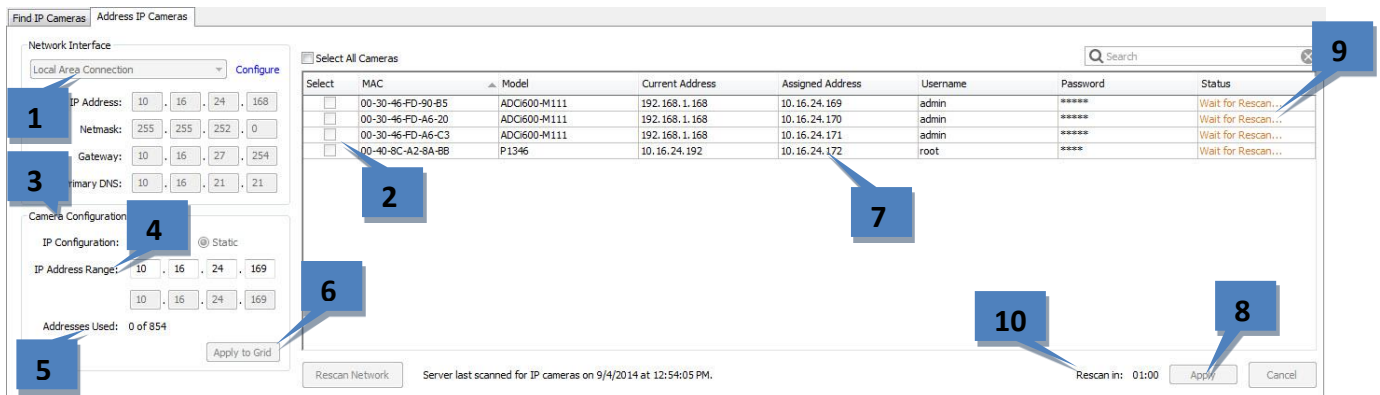 Find IP Cameras Address IP Cameras
Network Interface
Local Area Connection Configure
IP Address: 10 . 16 . 24 . 168
Netmask: 255 . 255 . 252 . 0
Gateway: 10 . 16 . 27 . 254
rimary DNS: 10 . 16 . 21 . 21
1
3
Camera Configuration
IP Configuration: Static
IP Address Range: 10 . 16 . 24 . 169
10 . 16 . 24 . 169
Addresses Used: 0 of 854
Apply to Grid
4
5
6
Select All Cameras
Search
9
Select MAC Model Current Address Assigned Address Username Password Status
00-30-46-FD-90-B5 ADCi600-M111 192.168.1.168 10.16.24.169 admin ***** Wait for Rescan...
00-30-46-FD-A6-20 ADCi600-M111 192.168.1.168 10.16.24.170 admin ***** Wait for Rescan...
00-30-46-FD-A6-C3 ADCi600-M111 192.168.1.168 10.16.24.171 admin ***** Wait for Rescan...
00-40-8C-A2-8A-BB P1346 10.16.24.192 10.16.24.172 root **** Wait for Rescan...
2
7
10
8
Rescan Network Server last scanned for IP cameras on 9/4/2014 at 12:54:05 PM. Rescan in: 01:00 Apply Cancel